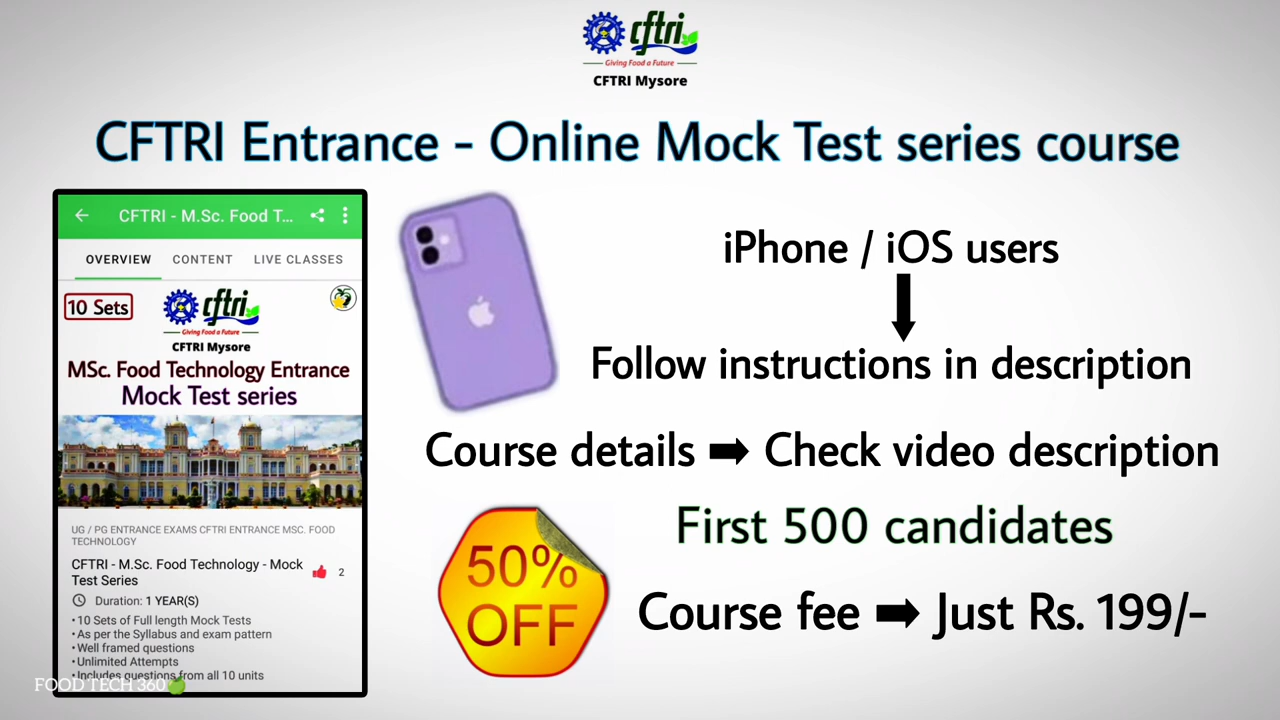 cftri
Giving Food a Future
CFTRI Mysore
CFTRI Entrance - Online Mock Test series course
CFTRI - M.Sc. Food T...
OVERVIEW CONTENT LIVE CLASSES
10 Sets
cftri
Giving Food a Future
CFTRI Mysore
MSc. Food Technology Entrance
Mock Test series
UG / PG ENTRANCE EXAMS CFTRI ENTRANCE MSC. FOOD
TECHNOLOGY
CFTRI - M.Sc. Food Technology - Mock
Test Series
2
Duration: 1 YEAR(S)
• 10 Sets of Full length Mock Tests
• As per the Syllabus and exam pattern
• Well framed questions
• Unlimited Attempts
• Includes questions from all 10 units
FOOD TECH 360
iPhone / iOS users
Follow instructions in description
Course details ➡ Check video description
50%
OFF
First 500 candidates
Course fee ➡ Just Rs. 199/-